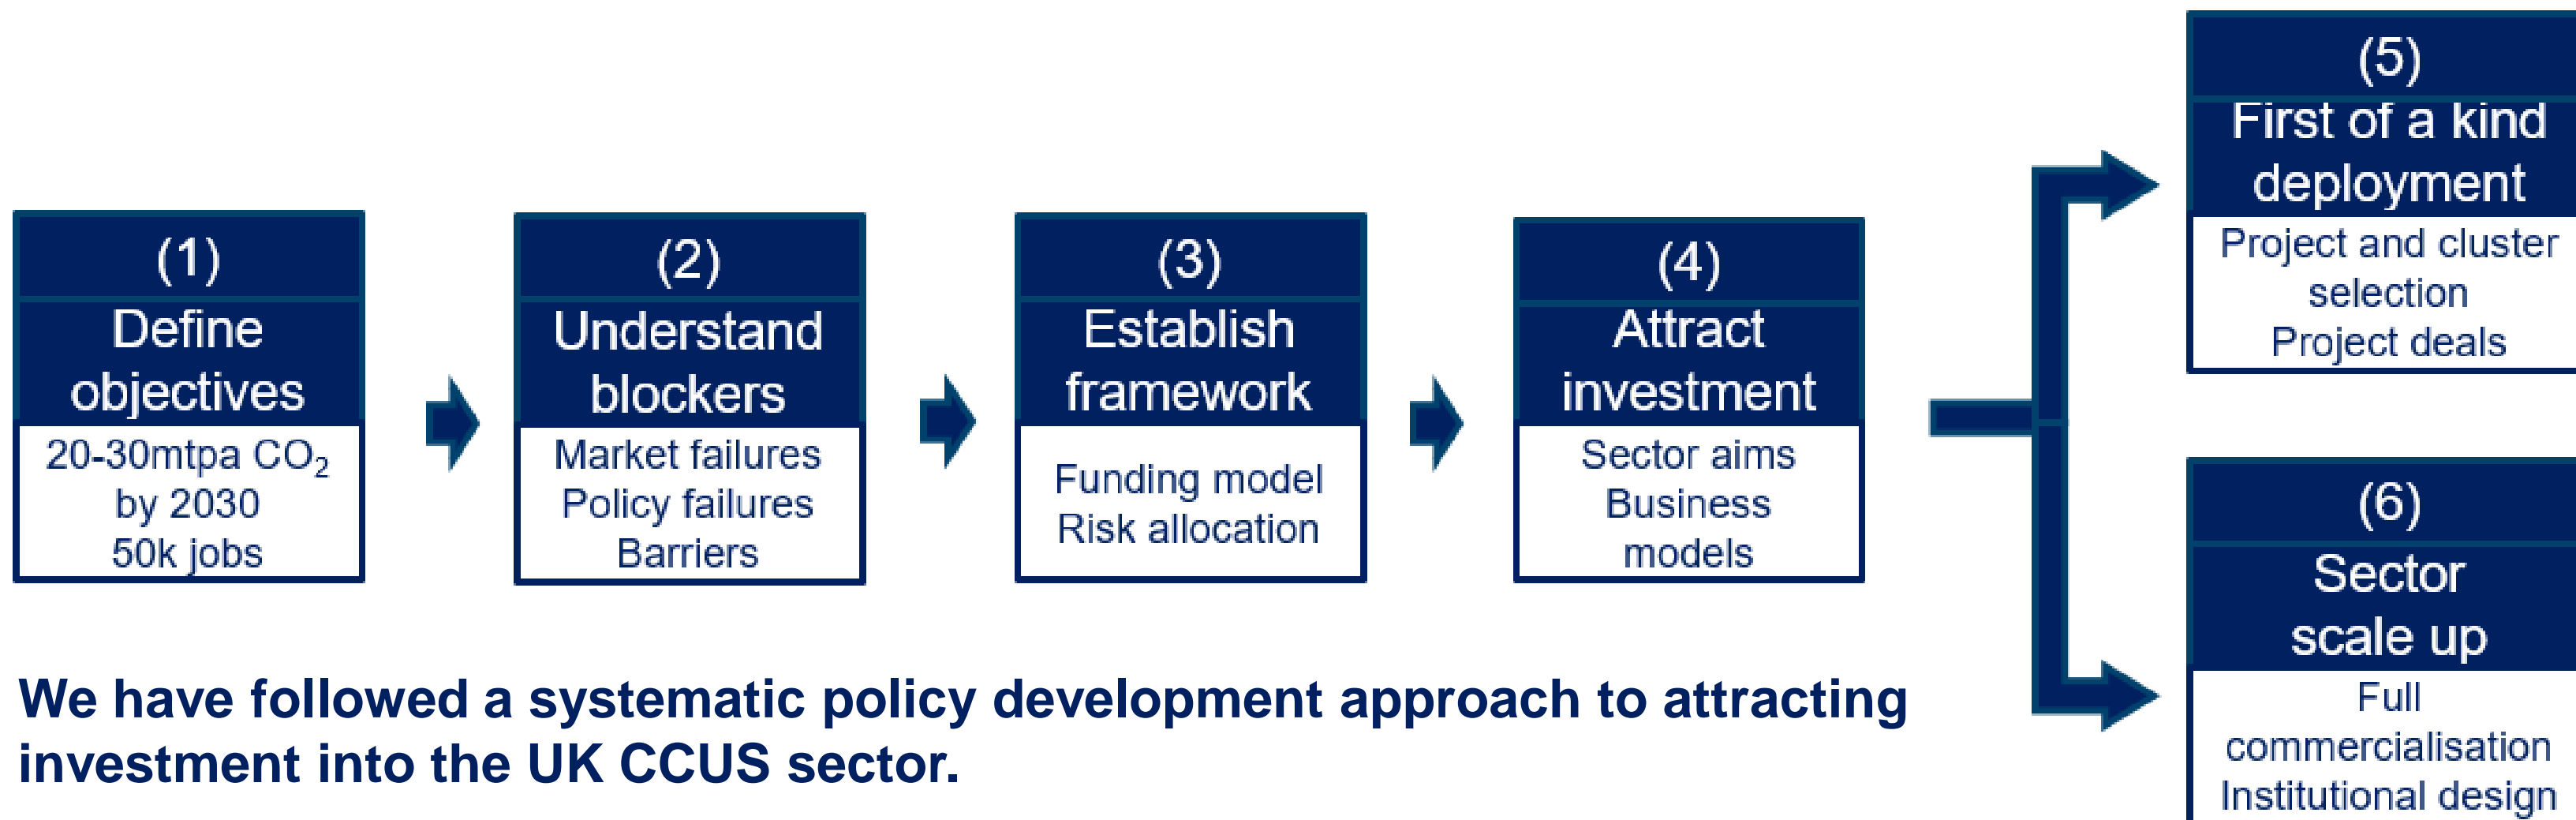 (1)
Define
objectives
20-30mtpa CO₂
by 2030
50k jobs
(2)
Understand
blockers
Market failures
Policy failures
Barriers
(3)
Establish
framework
Funding model
Risk allocation
(4)
Attract
investment
Sector aims
Business
models
(5)
First of a kind
deployment
Project and cluster
selection
Project deals
(6)
Sector
scale up
Full
commercialisation
Institutional design
We have followed a systematic policy development approach to attracting
investment into the UK CCUS sector.